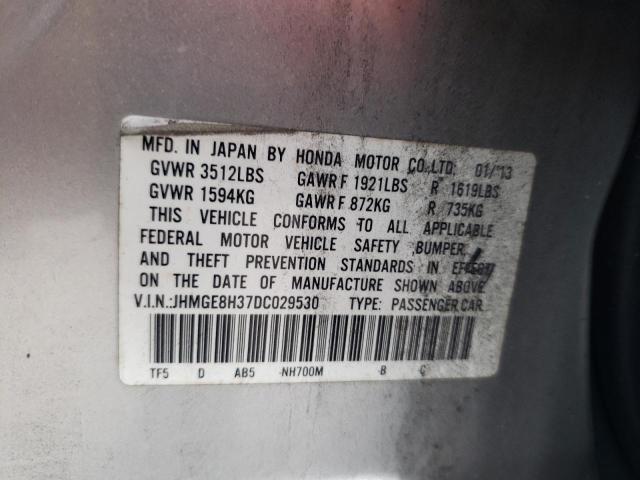 MFD. IN JAPAN BY HONDA MOTOR CO., LTD. 01/'13
GVWR 3512LBS GAWR F 1921LBS R 1619LBS
GVWR 1594KG GAWR F 872KG R 735KG
THIS VEHICLE CONFORMS TO ALL APPLICABLE
FEDERAL MOTOR VEHICLE SAFETY, BUMPER,
AND THEFT PREVENTION STANDARDS IN EFFECT
ON THE DATE OF MANUFACTURE SHOWN ABOVE.
V.I.N.:JHMGE8H37DC029530 TYPE: PASSENGER CAR
TF5 D AB5 -NH700M -B C